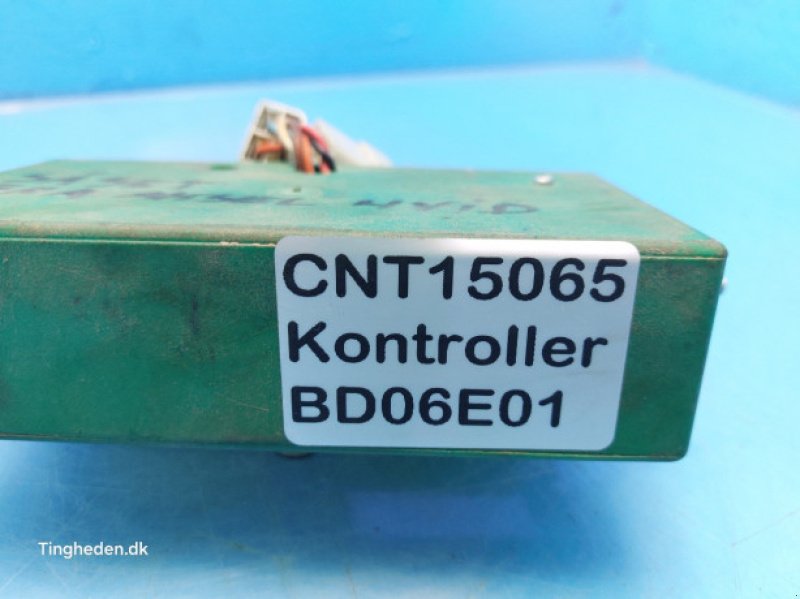 CNT15065
Kontroller
BD06E01
Tingheden.dk